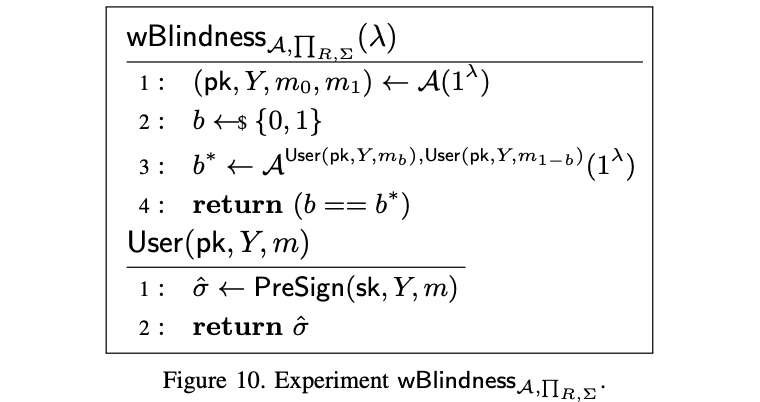 wBlindness_{𝒜,∏_{R,Σ}}(λ)
1 : (pk, Y, m_0, m_1) ← 𝒜(1^λ)
2 : b ←$ {0, 1}
3 : b* ← 𝒜^{User(pk,Y,m_b),User(pk,Y,m_{1−b})}(1^λ)
4 : return (b == b*)
User(pk, Y, m)
1 : σ̂ ← PreSign(sk, Y, m)
2 : return σ̂
Figure 10. Experiment wBlindness_{𝒜,∏_{R,Σ}}.